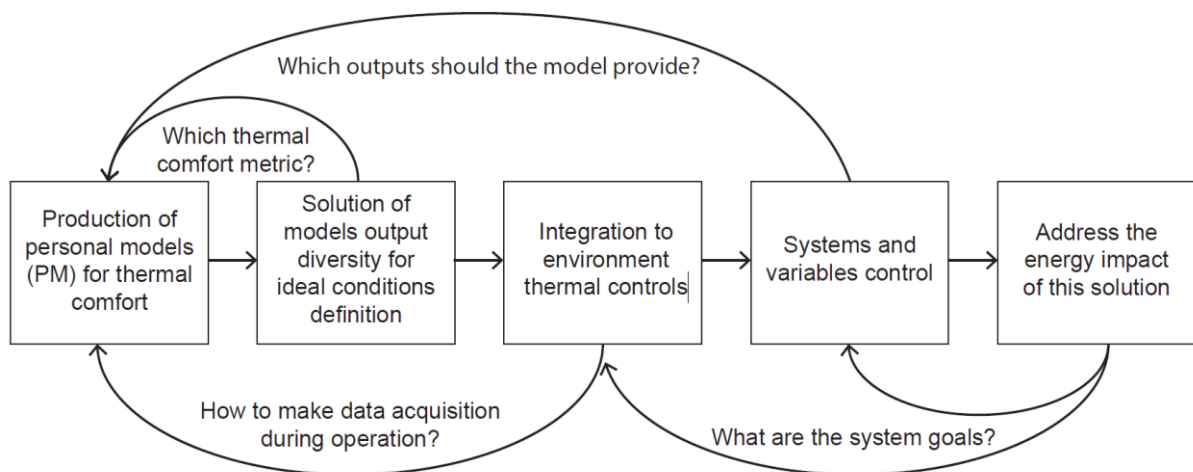 Which outputs should the model provide?
Which thermal
comfort metric?
Production of
personal models
(PM) for thermal
comfort
Solution of
models output
diversity for
ideal conditions
definition
Integration to
environment
thermal controls
Systems and
variables control
Address the
energy impact
of this solution
How to make data acquisition
during operation?
What are the system goals?